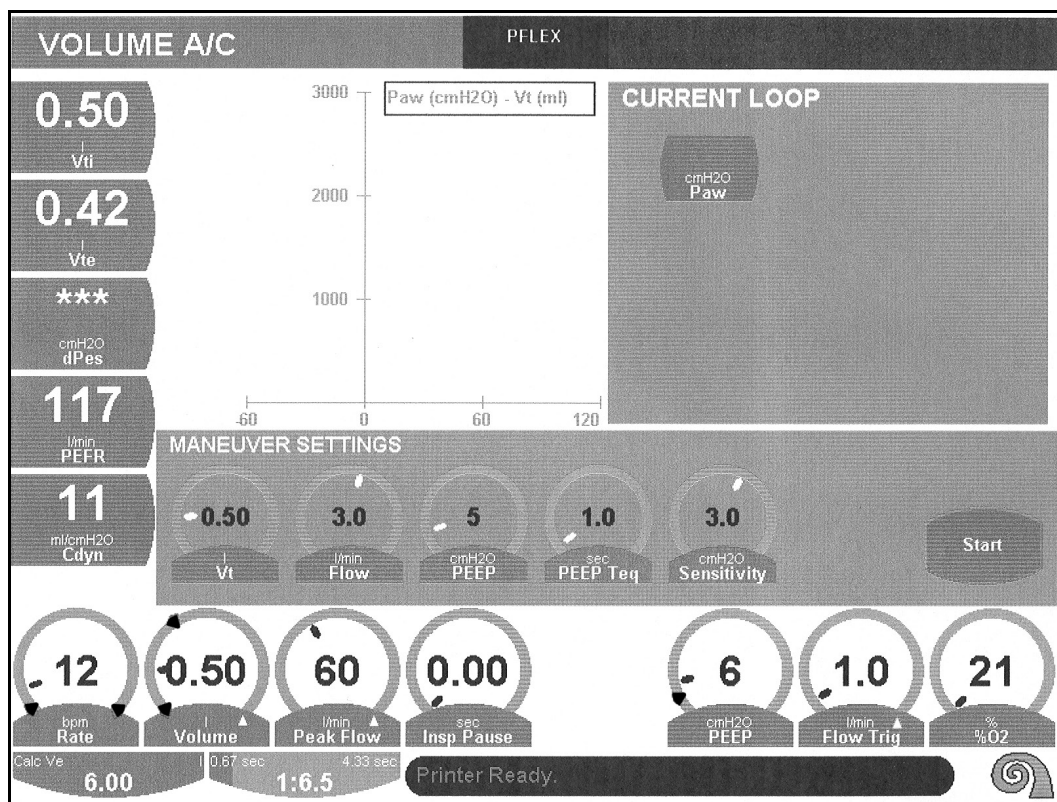 VOLUME A/C
PFLEX
0.50
l
Vti
0.42
l
Vte
***
cmH2O
dPes
117
l/min
PEFR
11
ml/cmH2O
Cdyn
Paw (cmH2O) - Vt (ml)
3000
2000
1000
-60 0 60 120
CURRENT LOOP
cmH2O
Paw
MANEUVER SETTINGS
0.50
l
Vt
3.0
l/min
Flow
5
cmH2O
PEEP
1.0
sec
PEEP Teq
3.0
cmH2O
Sensitivity
Start
12
bpm
Rate
0.50
l
Volume
60
l/min
Peak Flow
0.00
sec
Insp Pause
6
cmH2O
PEEP
1.0
l/min
Flow Trig
21
%
%O2
Calc Ve l
6.00
0.67 sec 4.33 sec
1:6.5
Printer Ready.